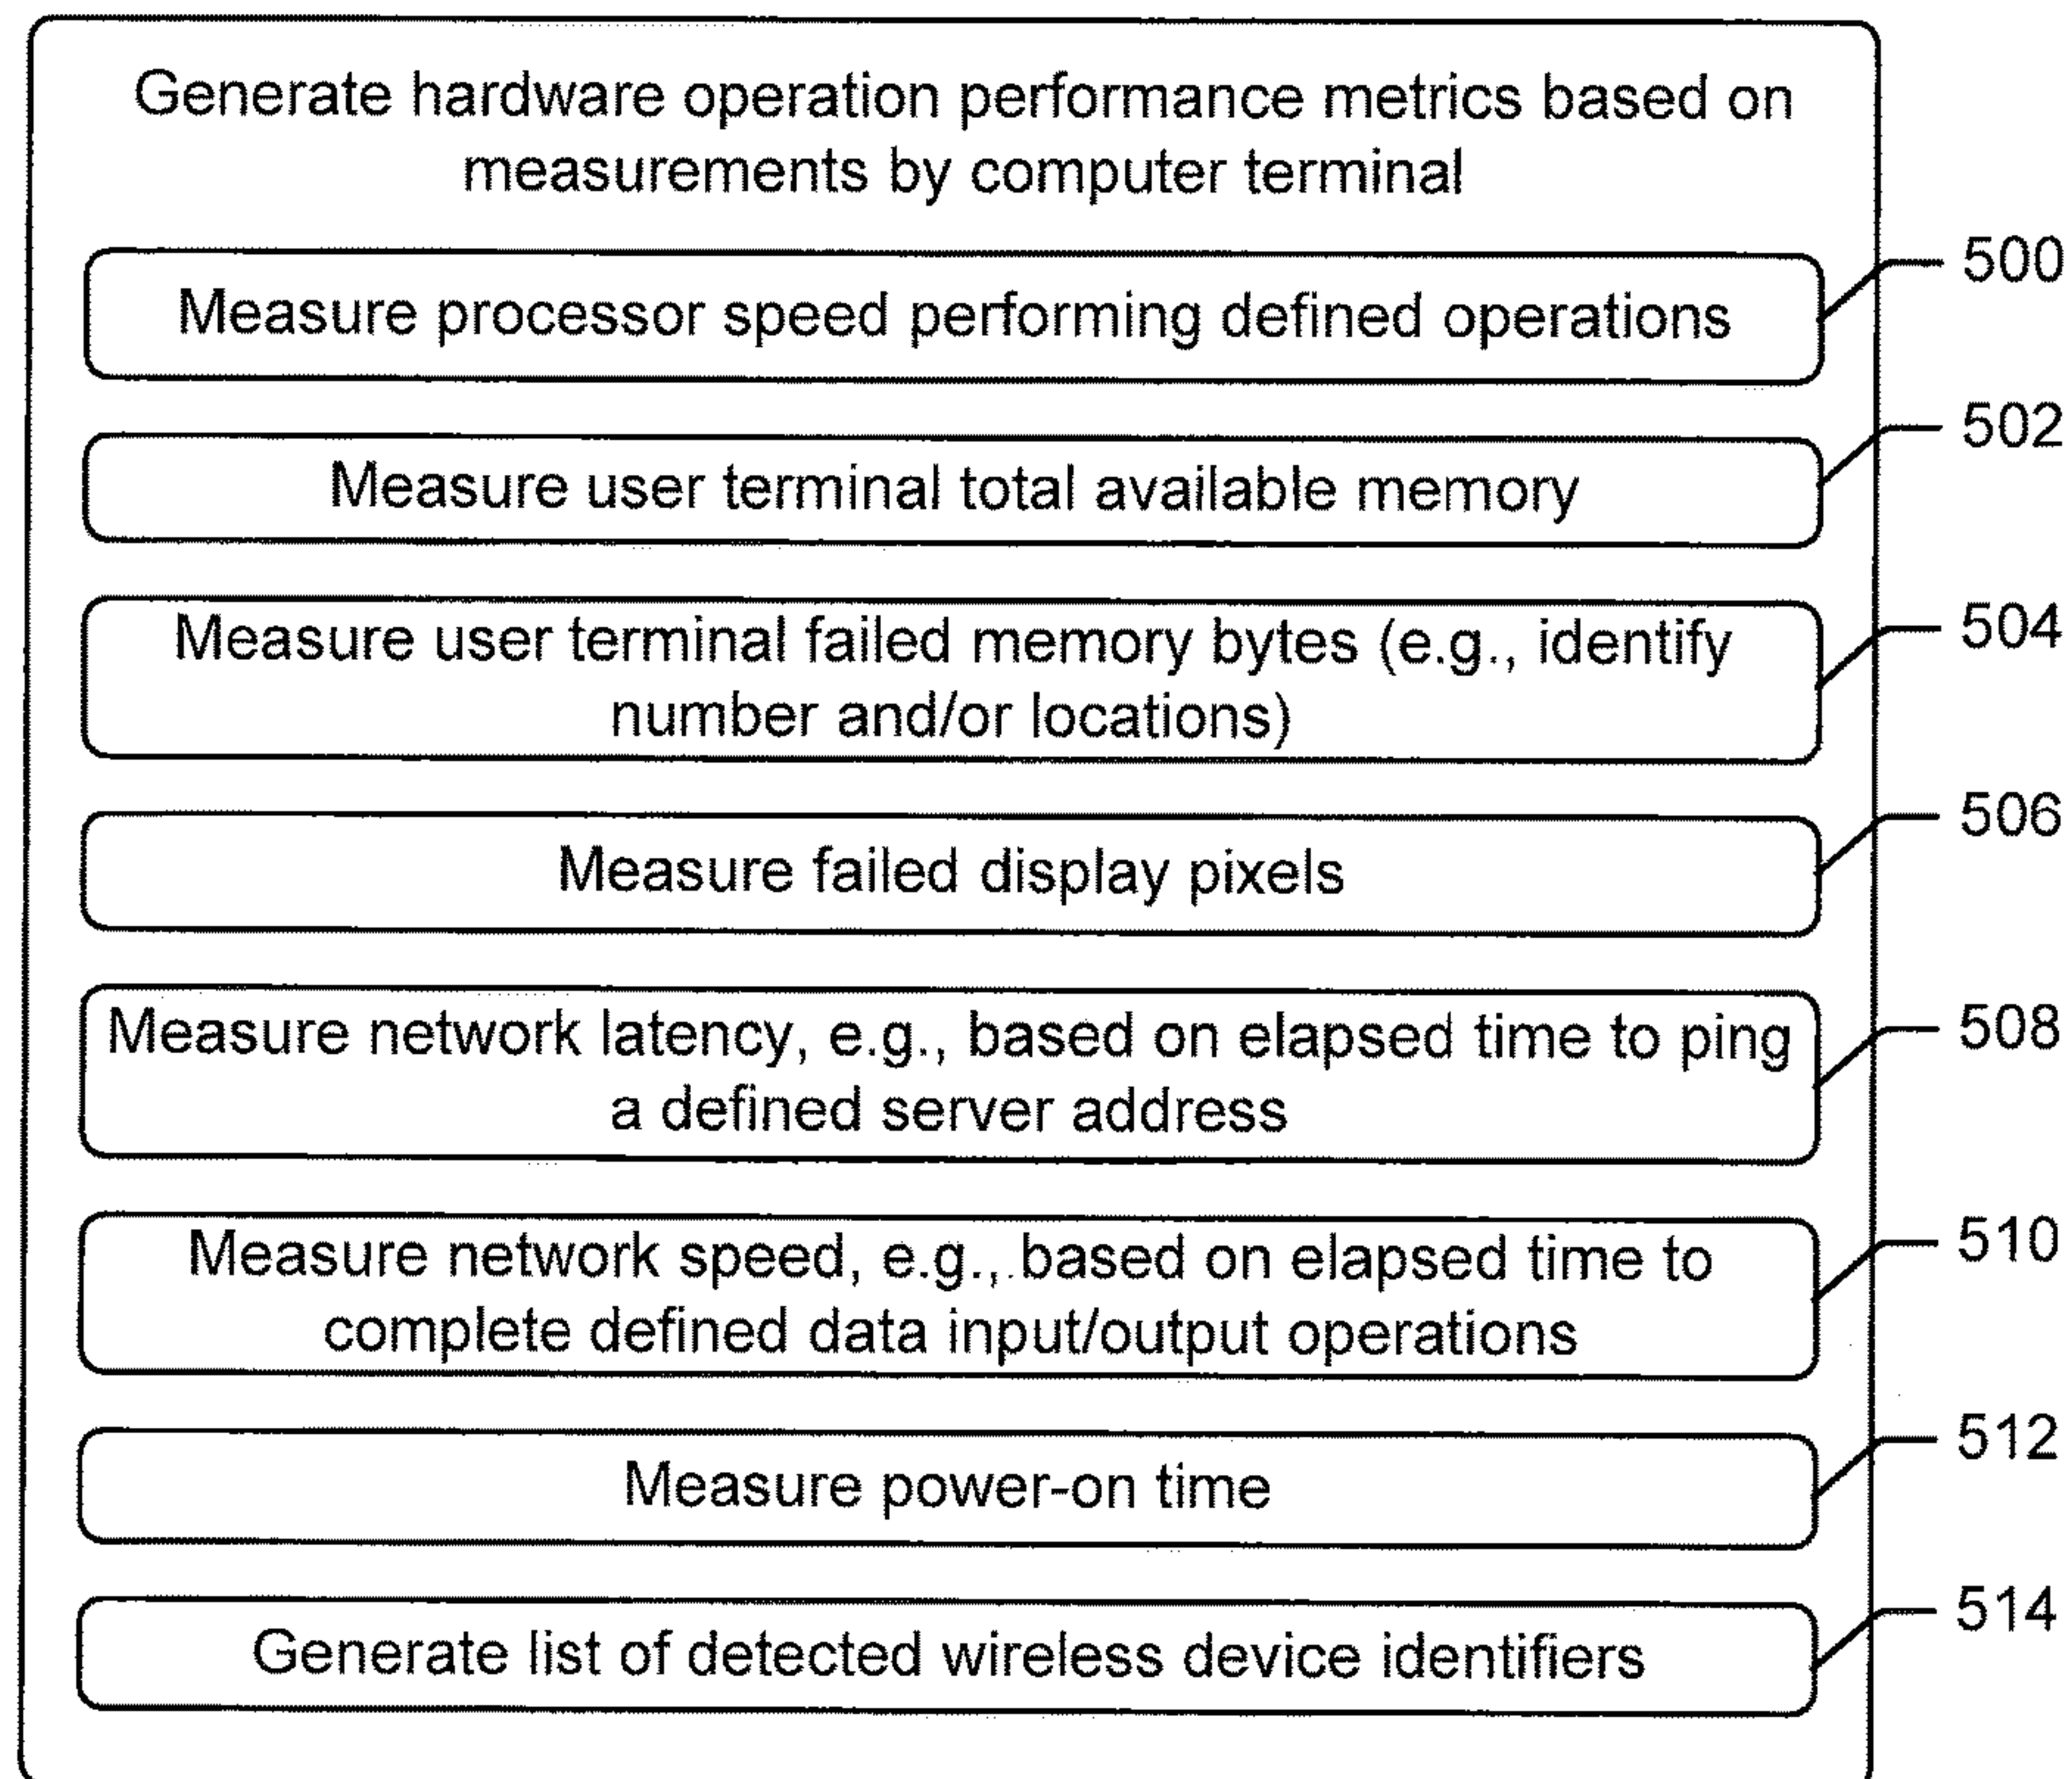 Generate hardware operation performance metrics based on
measurements by computer terminal
500
Measure processor speed performing defined operations
502
Measure user terminal total available memory
504
Measure user terminal failed memory bytes (e.g., identify
number and/or locations)
506
Measure failed display pixels
508
Measure network latency, e.g., based on elapsed time to ping
a defined server address
510
Measure network speed, e.g., based on elapsed time to
complete defined data input/output operations
512
Measure power-on time
514
Generate list of detected wireless device identifiers